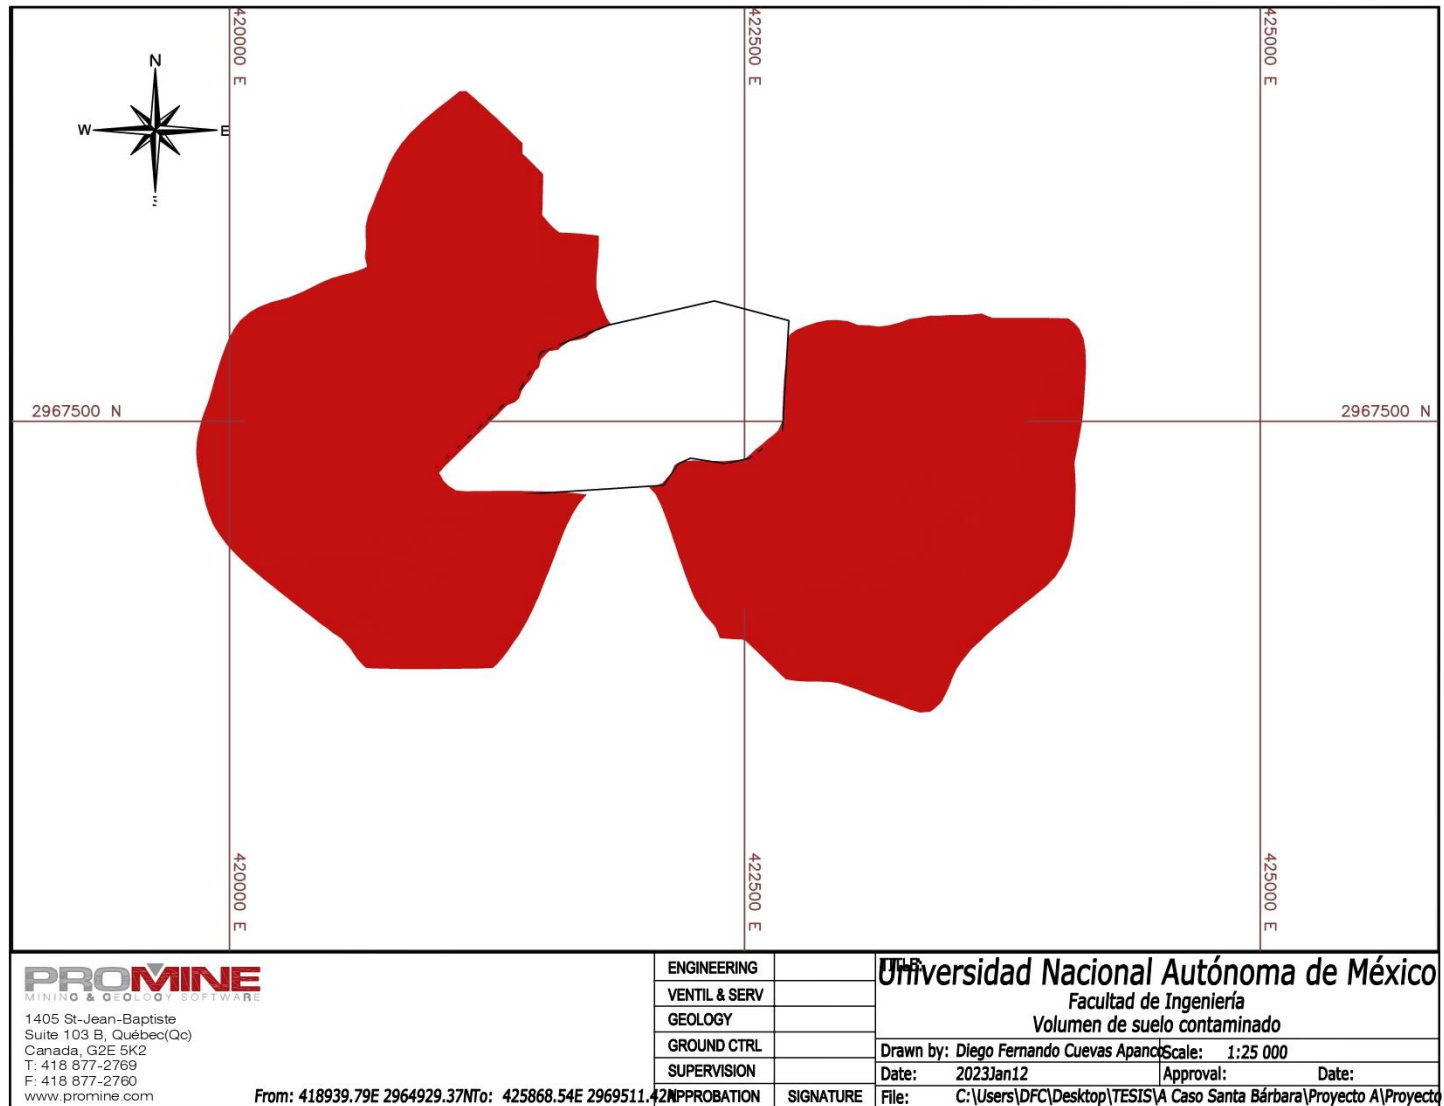 420000 E
422500 E
425000 E
N
W
E
2967500 N
2967500 N
420000 E
422500 E
425000 E
PROMINE
MINING & GEOLOGY SOFTWARE
1405 St-Jean-Baptiste
Suite 103 B, Québec(Qc)
Canada, G2E 5K2
T: 418 877-2769
F: 418 877-2760
www.promine.com
From: 418939.79E 2964929.37NTo: 425868.54E 2969511.42N
ENGINEERING
VENTIL & SERV
GEOLOGY
GROUND CTRL
SUPERVISION
APPROBATION SIGNATURE
TITLE:
Universidad Nacional Autónoma de México
Facultad de Ingeniería
Volumen de suelo contaminado
Drawn by: Diego Fernando Cuevas Apanco Scale: 1:25 000
Date: 2023Jan12 Approval: Date:
File: C:\Users\DFC\Desktop\TESIS\A Caso Santa Bárbara\Proyecto A\Proyecto